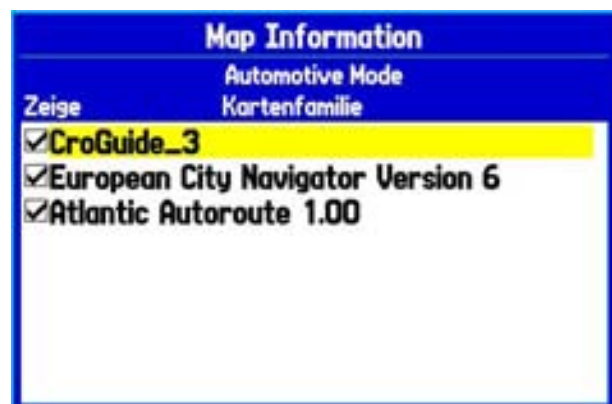 Map Information
Automotive Mode
Zeige Kartenfamilie
CroGuide_3
European City Navigator Version 6
Atlantic Autoroute 1.00